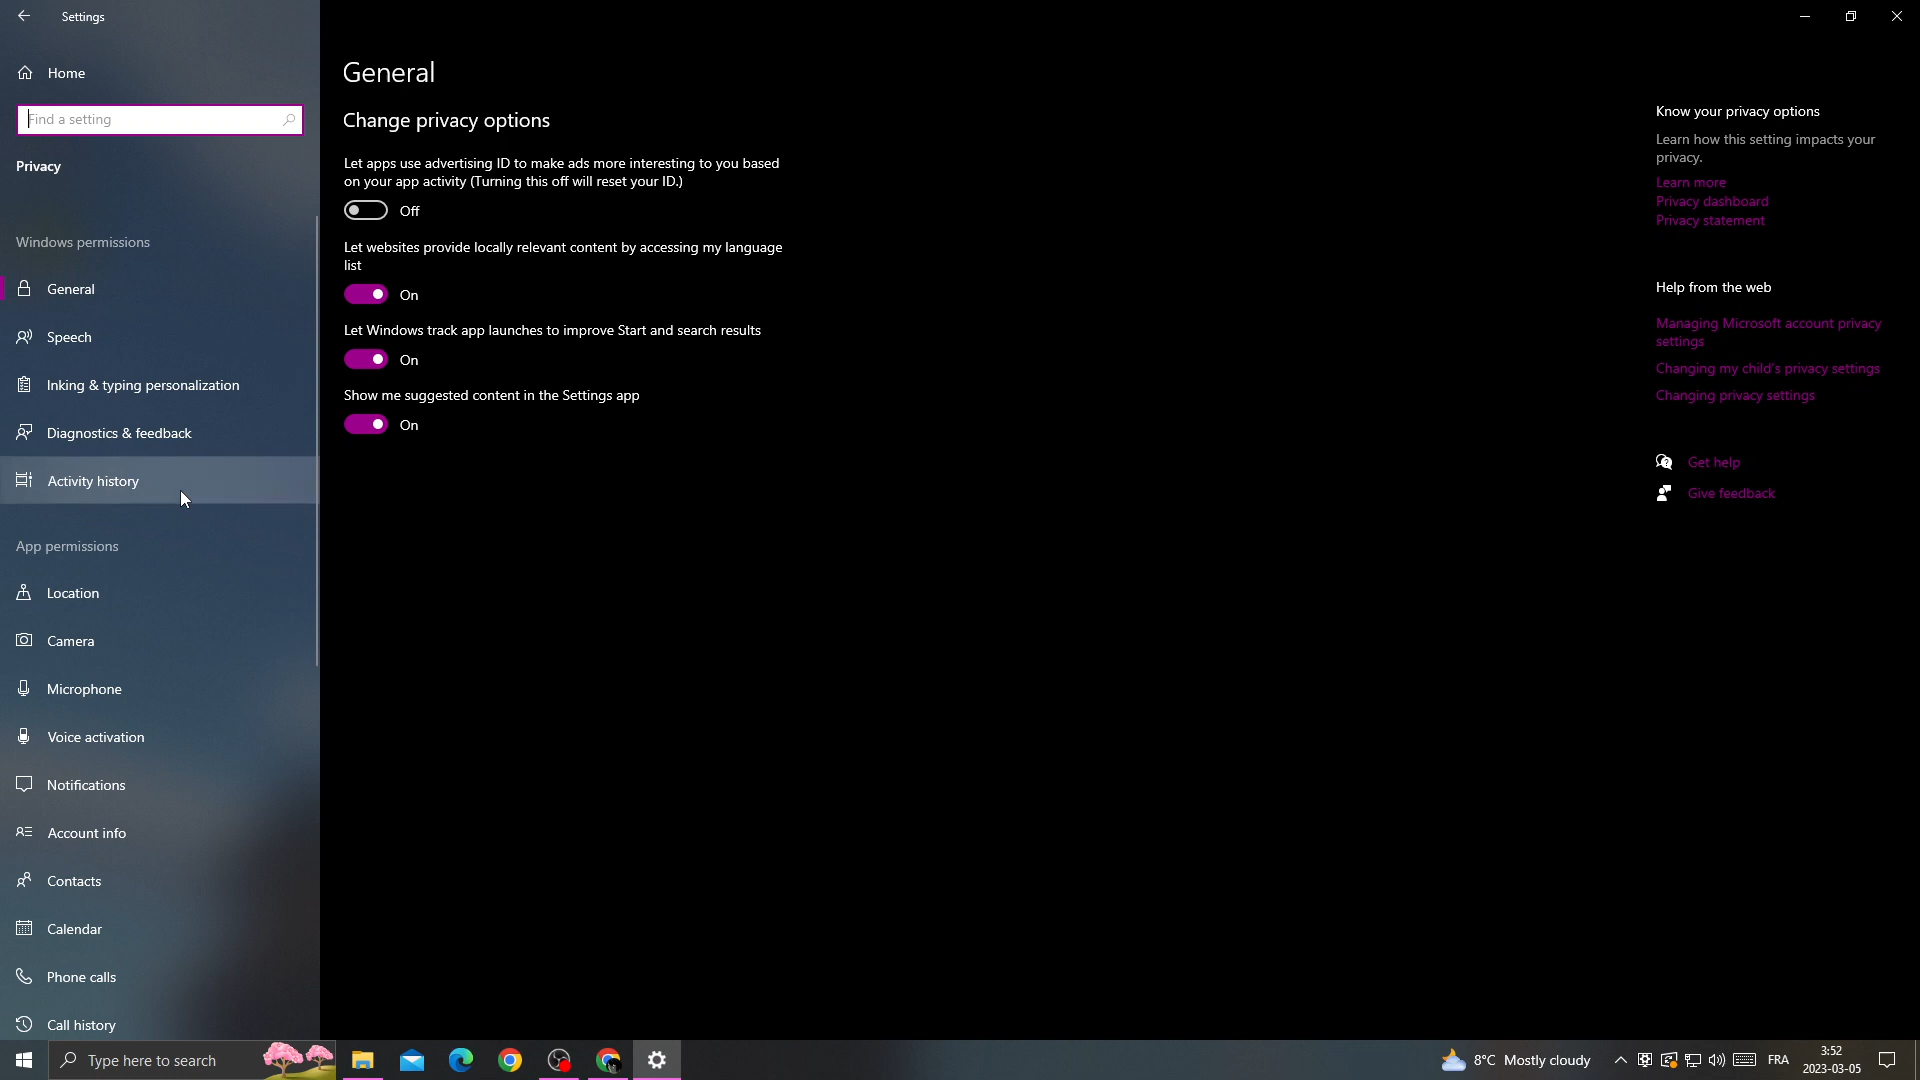 Settings
Home
Find a setting
Privacy
Windows permissions
General
Speech
Inking & typing personalization
Diagnostics & feedback
Activity history
App permissions
Location
Camera
Microphone
Voice activation
Notifications
Account info
Contacts
Calendar
Phone calls
Call history
General
Change privacy options
Let apps use advertising ID to make ads more interesting to you based
on your app activity (Turning this off will reset your ID.)
Off
Let websites provide locally relevant content by accessing my language
list
On
Let Windows track app launches to improve Start and search results
On
Show me suggested content in the Settings app
On
Know your privacy options
Learn how this setting impacts your
privacy.
Learn more
Privacy dashboard
Privacy statement
Help from the web
Managing Microsoft account privacy
settings
Changing my child's privacy settings
Changing privacy settings
Get help
Give feedback
Type here to search
8°C Mostly cloudy
FRA
3:52
2023-03-05